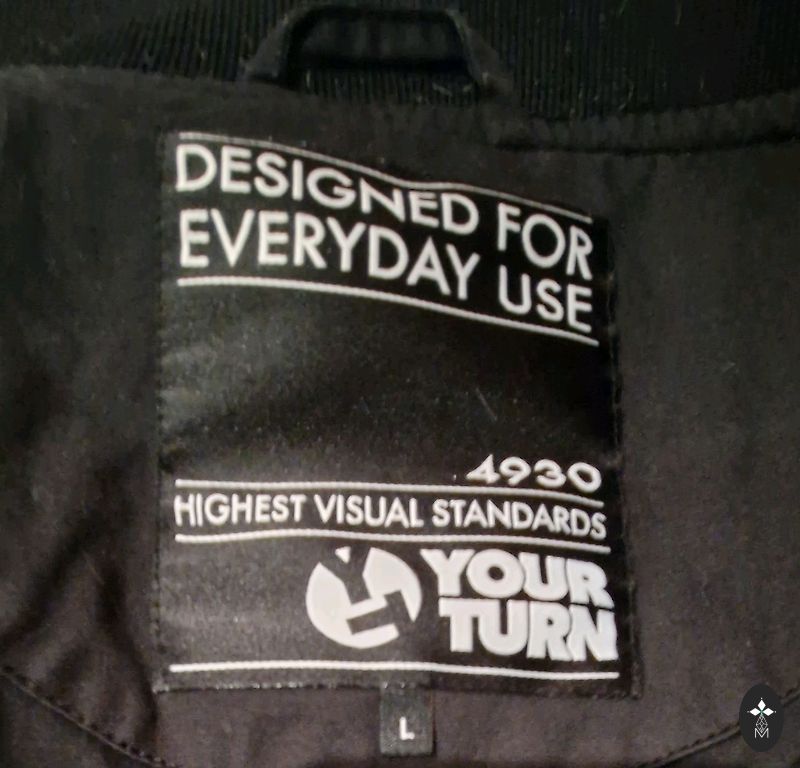 DESIGNED FOR
EVERYDAY USE
4930
HIGHEST VISUAL STANDARDS
YOUR
TURN
L
M